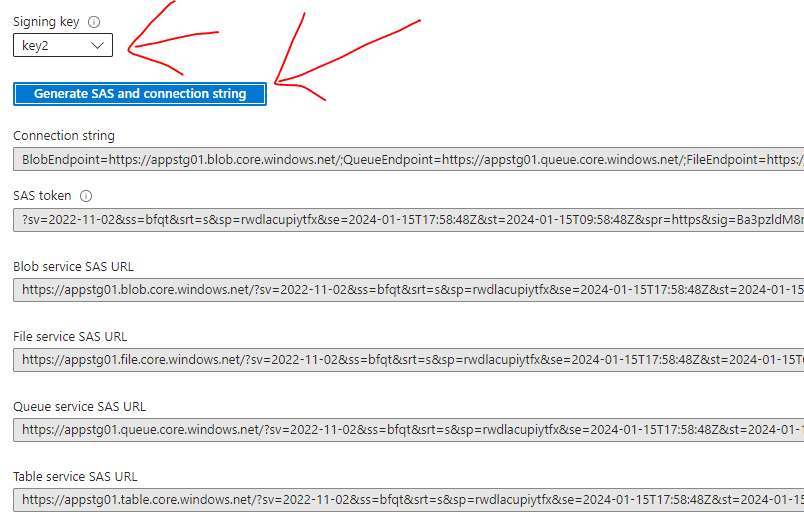 Signing key
key2
Generate SAS and connection string
Connection string
BlobEndpoint=https://appstg01.blob.core.windows.net/;QueueEndpoint=https://appstg01.queue.core.windows.net/;FileEndpoint=https:/
SAS token
?sv=2022-11-02&ss=bfqt&srt=s&sp=rwdlacupiytfx&se=2024-01-15T17:58:48Z&st=2024-01-15T09:58:48Z&spr=https&sig=Ba3pzldM8r
Blob service SAS URL
https://appstg01.blob.core.windows.net/?sv=2022-11-02&ss=bfqt&srt=s&sp=rwdlacupiytfx&se=2024-01-15T17:58:48Z&st=2024-01-15
File service SAS URL
https://appstg01.file.core.windows.net/?sv=2022-11-02&ss=bfqt&srt=s&sp=rwdlacupiytfx&se=2024-01-15T17:58:48Z&st=2024-01-15T
Queue service SAS URL
https://appstg01.queue.core.windows.net/?sv=2022-11-02&ss=bfqt&srt=s&sp=rwdlacupiytfx&se=2024-01-15T17:58:48Z&st=2024-01-1
Table service SAS URL
https://appstg01.table.core.windows.net/?sv=2022-11-02&ss=bfqt&srt=s&sp=rwdlacupiytfx&se=2024-01-15T17:58:48Z&st=2024-01-15